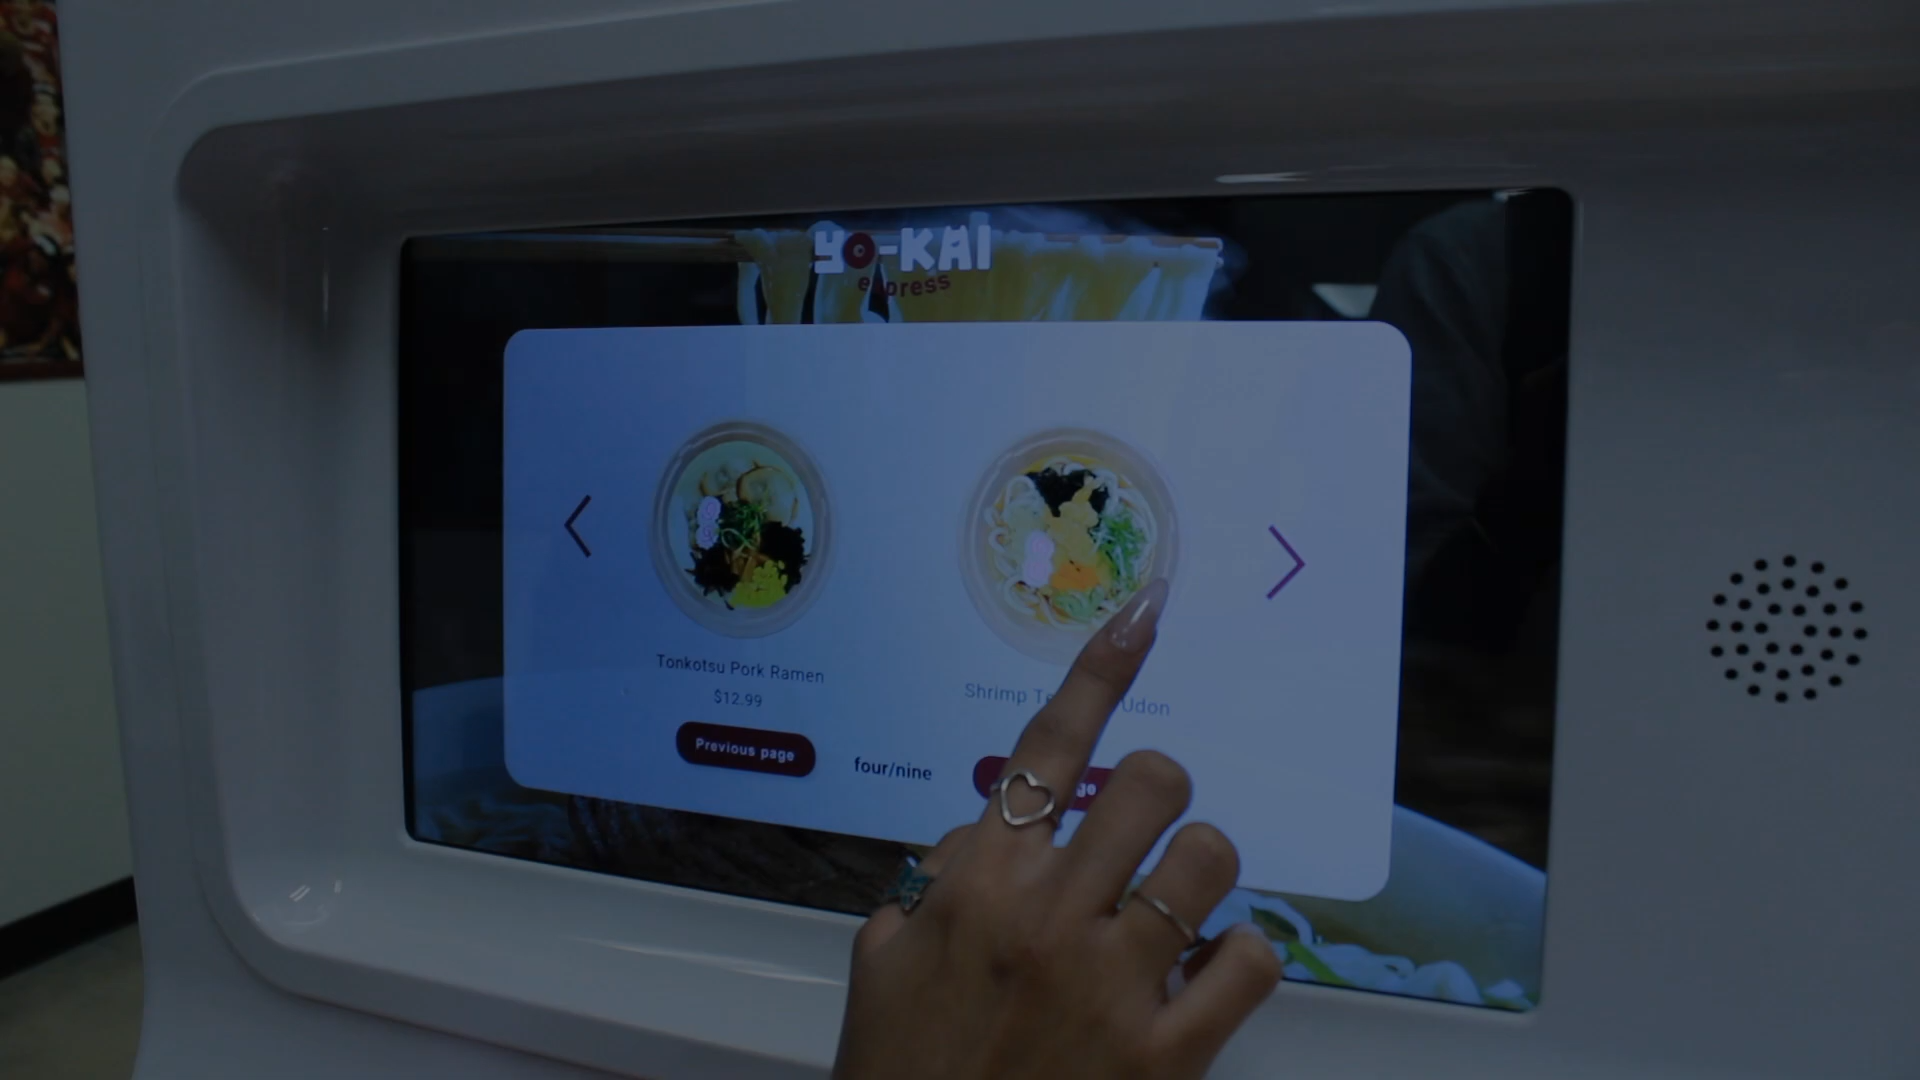 yo-KAI
express
Tonkotsu Pork Ramen
$12.99
Shrimp Udon
Previous page
four/nine